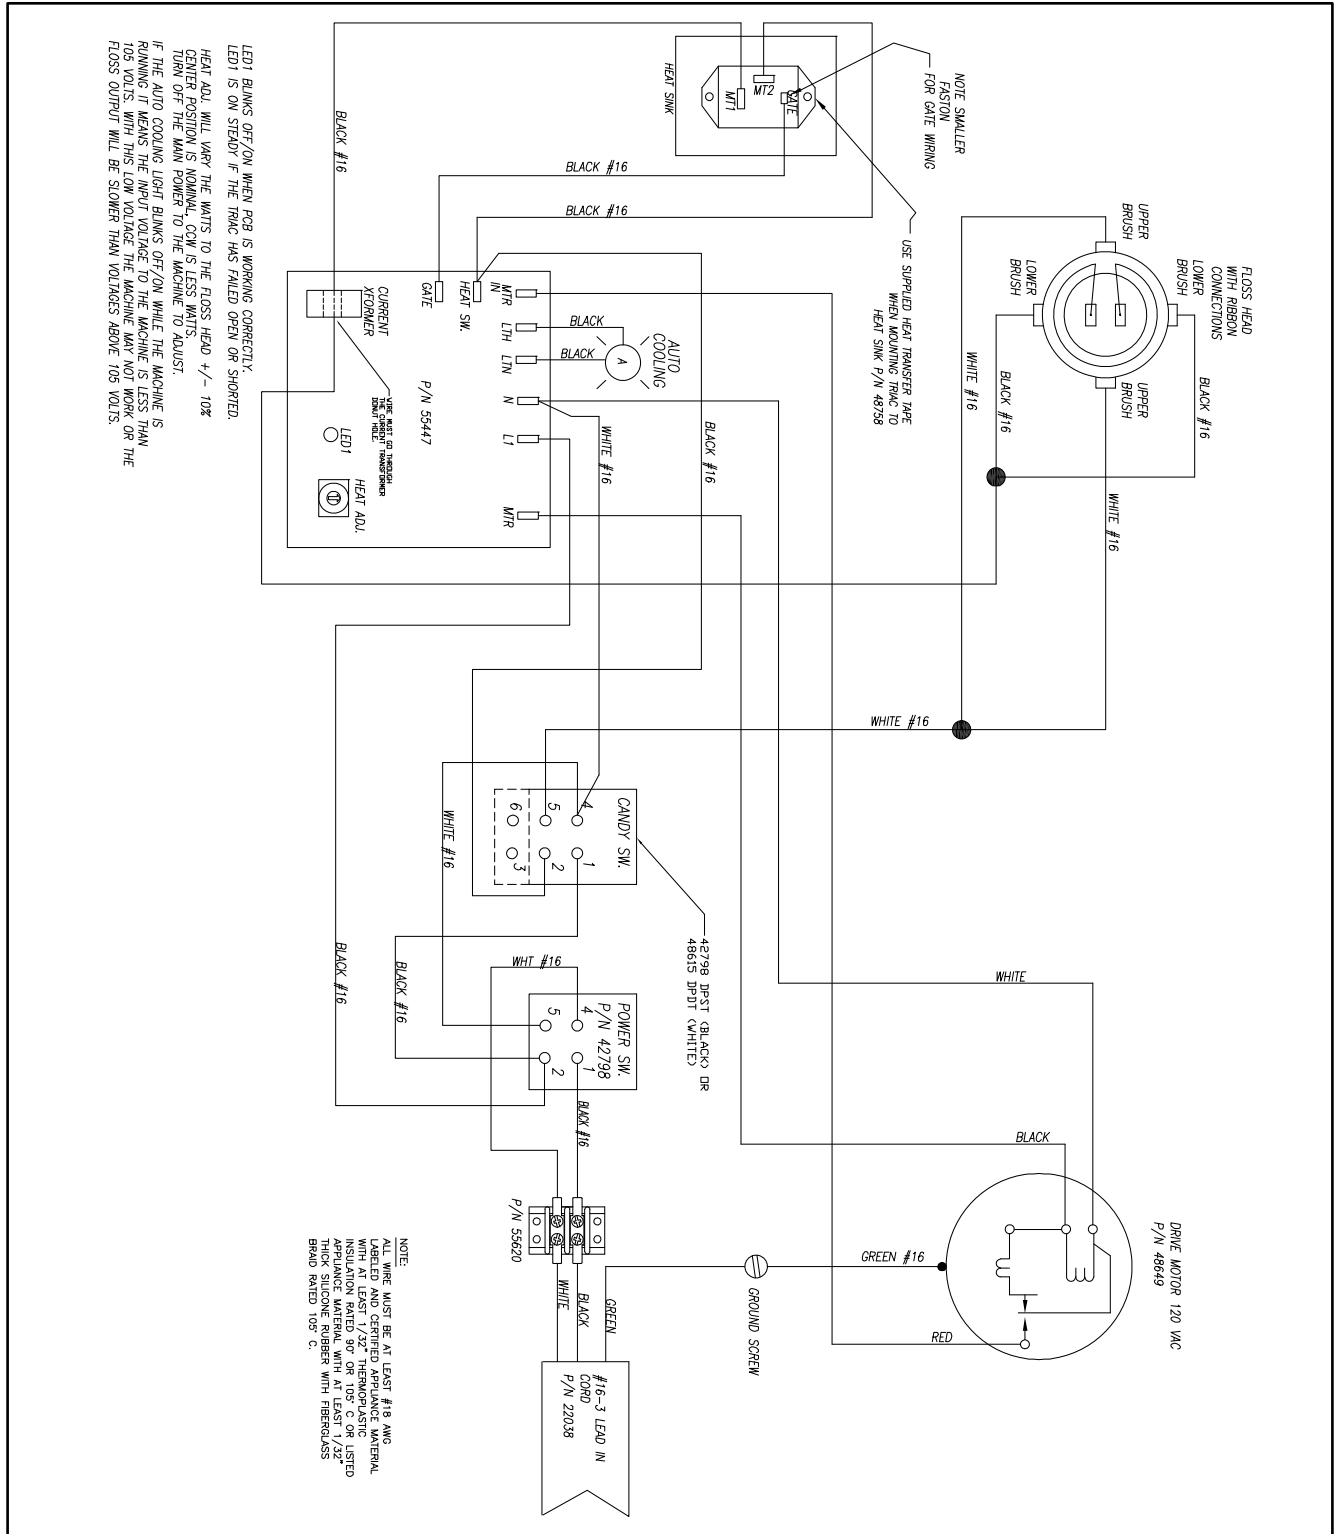 FLOSS HEAD
WITH RIBBON
CONNECTIONS
UPPER
BRUSH
LOWER
BRUSH
LOWER
BRUSH
UPPER
BRUSH
BLACK #16
WHITE #16
BLACK #16
WHITE #16
WHITE #16
NOTE SMALLER
FASTON
FOR GATE WIRING
USE SUPPLIED HEAT TRANSFER TAPE
WHEN MOUNTING TRIAC TO
HEAT SINK P/N 48758
GATE
MT2
MT1
HEAT SINK
BLACK #16
BLACK #16
BLACK #16
BLACK #16
AUTO
COOLING
A
BLACK
BLACK
WHITE #16
MTR
IN
LTH
LTN
N
L1
MTR
HEAT SW.
GATE
CURRENT
XFORMER
P/N 55447
WIRE MUST GO THROUGH
THE CURRENT TRANSFORMER
DONUT HOLE.
LED1
HEAT ADJ.
LED1 BLINKS OFF/ON WHEN PCB IS WORKING CORRECTLY.
LED1 IS ON STEADY IF THE TRIAC HAS FAILED OPEN OR SHORTED.
HEAT ADJ. WILL VARY THE WATTS TO THE FLOSS HEAD +/- 10%
CENTER POSITION IS NOMINAL, CCW IS LESS WATTS.
TURN OFF THE MAIN POWER TO THE MACHINE TO ADJUST.
IF THE AUTO COOLING LIGHT BLINKS OFF/ON WHILE THE MACHINE IS
RUNNING IT MEANS THE INPUT VOLTAGE TO THE MACHINE IS LESS THAN
105 VOLTS. WITH THIS LOW VOLTAGE THE MACHINE MAY NOT WORK OR THE
FLOSS OUTPUT WILL BE SLOWER THAN VOLTAGES ABOVE 105 VOLTS.
CANDY SW.
4
1
5
2
6
3
42798 DPST (BLACK) OR
48615 DPDT (WHITE)
WHITE #16
WHT #16
BLACK #16
BLACK #16
POWER SW.
P/N 42798
4
1
5
2
BLACK #16
P/N 55620
WHITE
BLACK
GREEN
#16-3 LEAD IN
CORD
P/N 22038
GROUND SCREW
GREEN #16
RED
WHITE
BLACK
DRIVE MOTOR 120 VAC
P/N 48649
NOTE:
ALL WIRE MUST BE AT LEAST #18 AWG
LABELED AND CERTIFIED APPLIANCE MATERIAL
WITH AT LEAST 1/32" THERMOPLASTIC
INSULATION RATED 90° OR 105° C OR LISTED
APPLIANCE MATERIAL WITH AT LEAST 1/32"
THICK SILICONE RUBBER WITH FIBERGLASS
BRAID RATED 105° C.